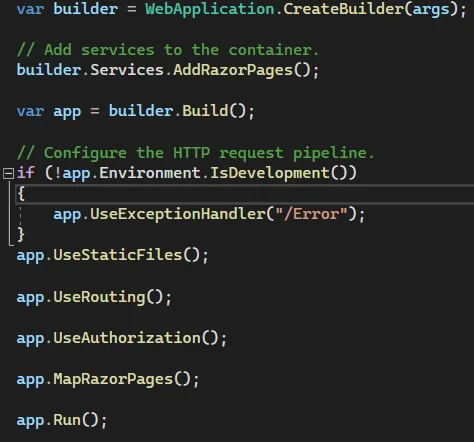 var builder = WebApplication.CreateBuilder(args);
// Add services to the container.
builder.Services.AddRazorPages();
var app = builder.Build();
// Configure the HTTP request pipeline.
if (!app.Environment.IsDevelopment())
{
app.UseExceptionHandler("/Error");
}
app.UseStaticFiles();
app.UseRouting();
app.UseAuthorization();
app.MapRazorPages();
app.Run();